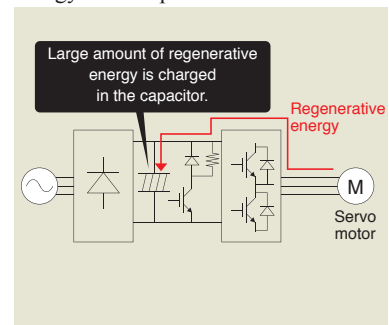 Large amount of regenerative
energy is charged
in the capacitor.
Regenerative
energy
M
Servo
motor